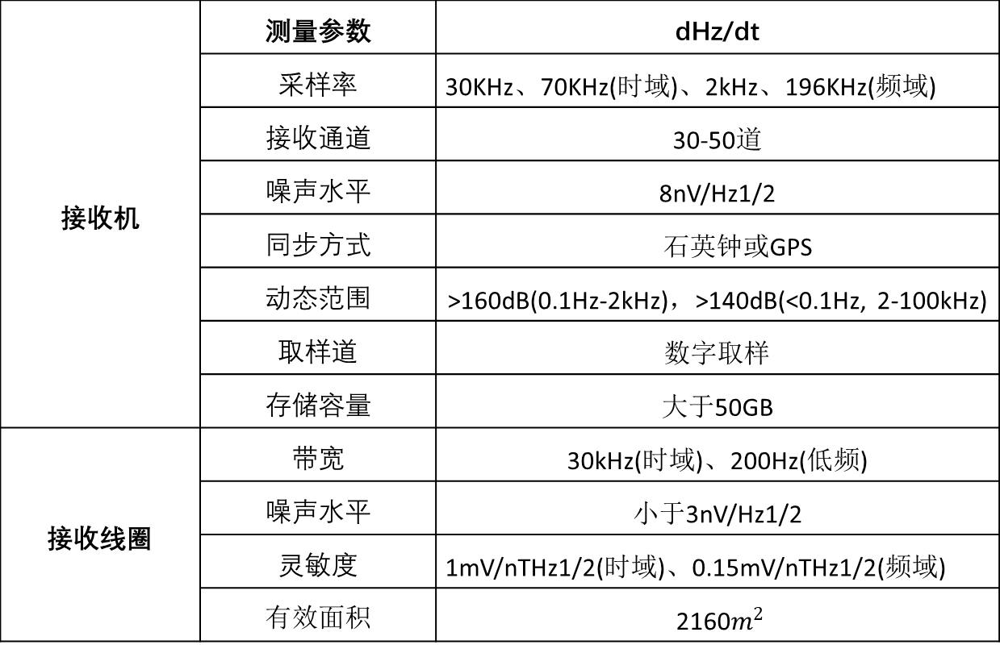 接收机
测量参数 dHz/dt
采样率 30KHz、70KHz(时域)、2kHz、196KHz(频域)
接收通道 30-50道
噪声水平 8nV/Hz1/2
同步方式 石英钟或GPS
动态范围 >160dB(0.1Hz-2kHz)，>140dB(<0.1Hz, 2-100kHz)
取样道 数字取样
存储容量 大于50GB
接收线圈
带宽 30kHz(时域)、200Hz(低频)
噪声水平 小于3nV/Hz1/2
灵敏度 1mV/nTHz1/2(时域)、0.15mV/nTHz1/2(频域)
有效面积 2160m²